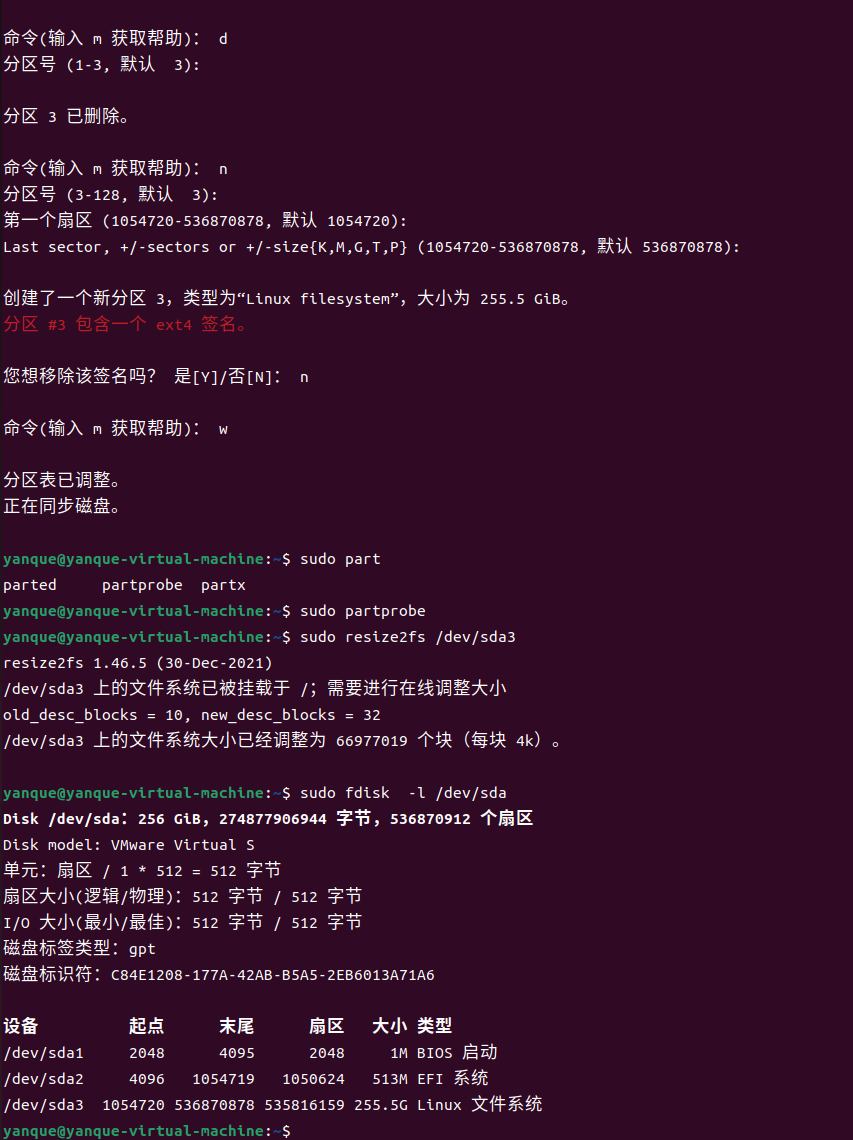 命令(输入 m 获取帮助)： d
分区号 (1-3, 默认  3):
分区 3 已删除。
命令(输入 m 获取帮助)： n
分区号 (3-128, 默认  3):
第一个扇区 (1054720-536870878, 默认 1054720):
Last sector, +/-sectors or +/-size{K,M,G,T,P} (1054720-536870878, 默认 536870878):
创建了一个新分区 3，类型为“Linux filesystem”，大小为 255.5 GiB。
分区 #3 包含一个 ext4 签名。
您想移除该签名吗？ 是[Y]/否[N]： n
命令(输入 m 获取帮助)： w
分区表已调整。
正在同步磁盘。
yanque@yanque-virtual-machine:~$ sudo part
parted     partprobe  partx
yanque@yanque-virtual-machine:~$ sudo partprobe
yanque@yanque-virtual-machine:~$ sudo resize2fs /dev/sda3
resize2fs 1.46.5 (30-Dec-2021)
/dev/sda3 上的文件系统已被挂载于 /；需要进行在线调整大小
old_desc_blocks = 10, new_desc_blocks = 32
/dev/sda3 上的文件系统大小已经调整为 66977019 个块（每块 4k）。
yanque@yanque-virtual-machine:~$ sudo fdisk  -l /dev/sda
Disk /dev/sda：256 GiB，274877906944 字节，536870912 个扇区
Disk model: VMware Virtual S
单元：扇区 / 1 * 512 = 512 字节
扇区大小(逻辑/物理)：512 字节 / 512 字节
I/O 大小(最小/最佳)：512 字节 / 512 字节
磁盘标签类型：gpt
磁盘标识符：C84E1208-177A-42AB-B5A5-2EB6013A71A6
设备          起点      末尾      扇区   大小 类型
/dev/sda1     2048      4095      2048     1M BIOS 启动
/dev/sda2     4096   1054719   1050624   513M EFI 系统
/dev/sda3  1054720 536870878 535816159 255.5G Linux 文件系统
yanque@yanque-virtual-machine:~$